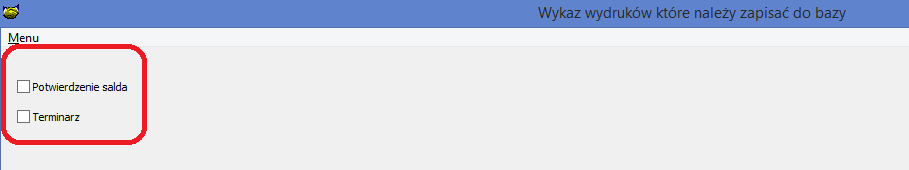 Wykaz wydruków które należy zapisać do bazy
Menu
Potwierdzenie salda
Terminarz